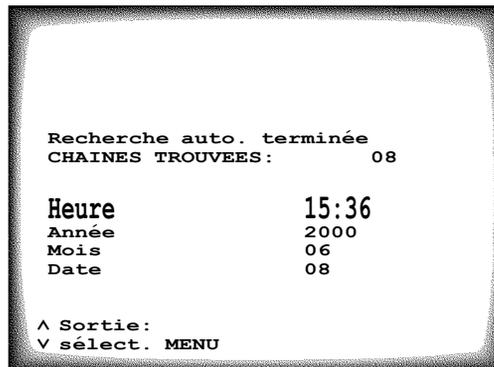 Recherche auto. terminée
CHAINES TROUVEES: 08
Heure 15:36
Année 2000
Mois 06
Date 08
∧ Sortie:
∨ sélect. MENU